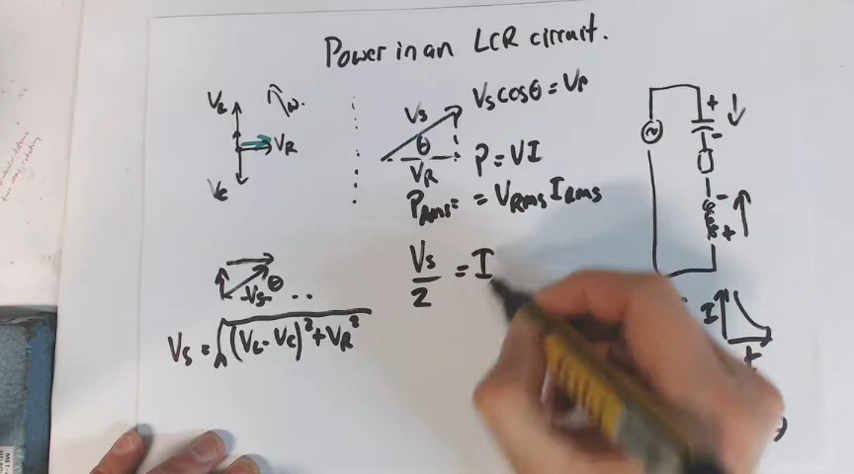 Power in an LCR circuit.
VL
ω.
VR
VC
VS
θ
VR
VS cosθ = VR
P = VI
PRMS = VRMS IRMS
+
-
-
+
θ
VS
VS = √(VL - VC)² + VR²
VS/2 = I
I
t